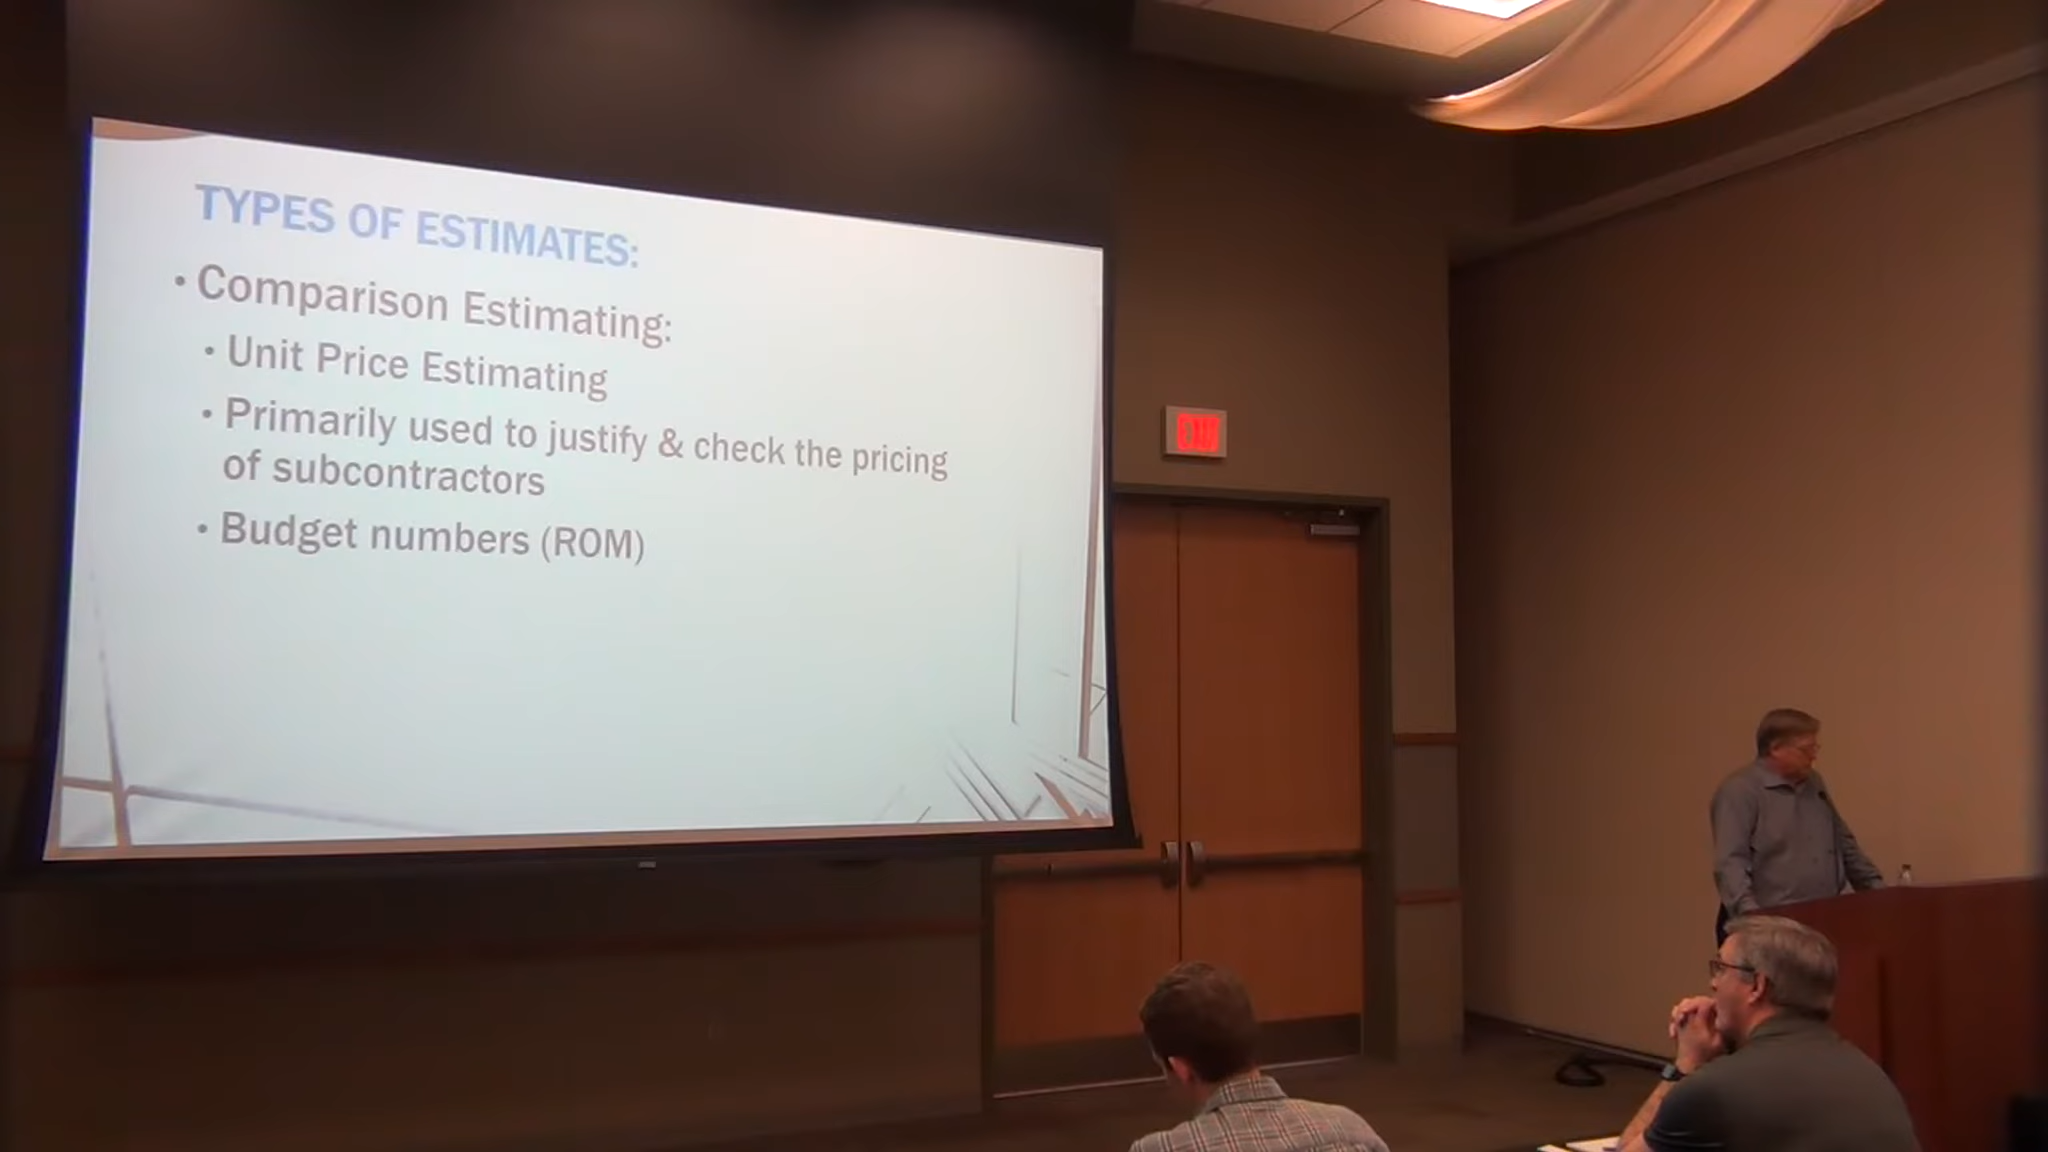 TYPES OF ESTIMATES:
• Comparison Estimating:
• Unit Price Estimating
• Primarily used to justify & check the pricing
of subcontractors
• Budget numbers (ROM)
EXIT